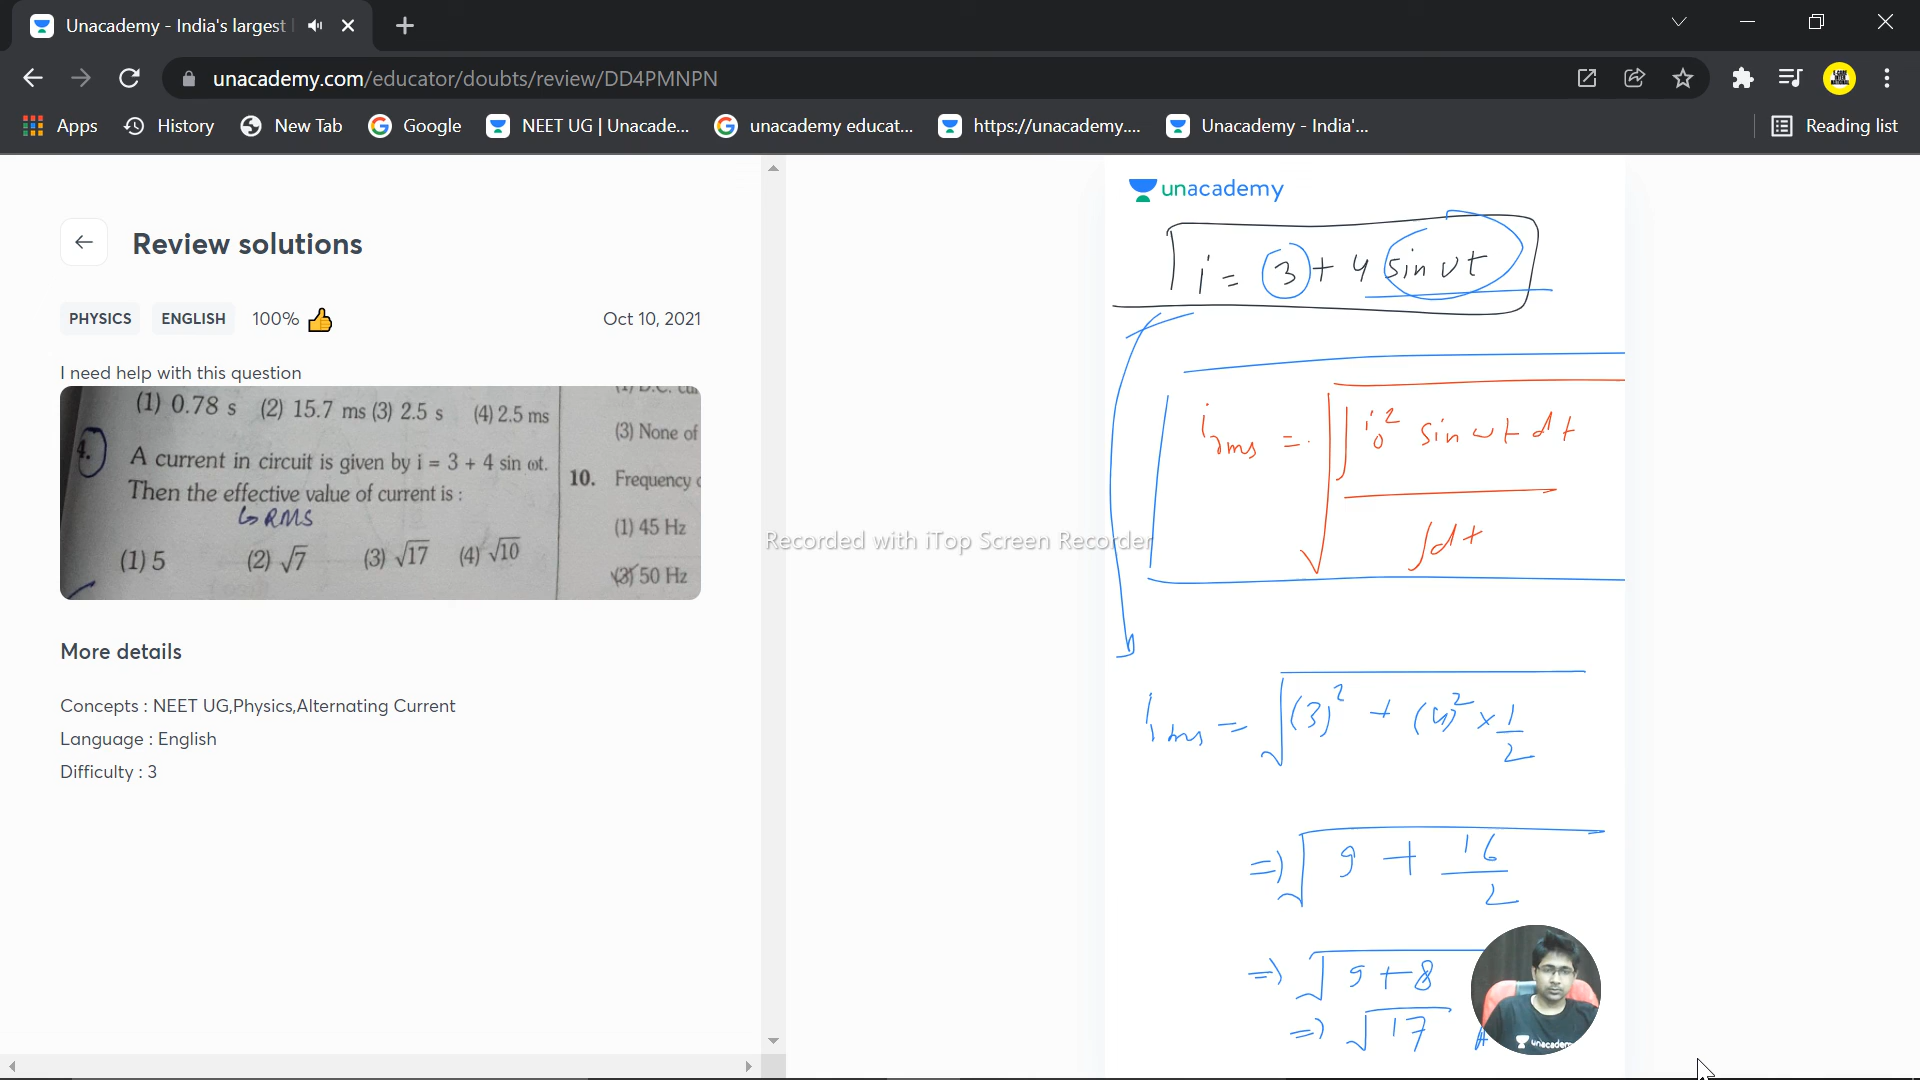 Unacademy - India's largest
unacademy.com/educator/doubts/review/DD4PMNPN
Apps History New Tab Google NEET UG | Unacade... unacademy educat... https://unacademy.... Unacademy - India'... Reading list
Review solutions
PHYSICS ENGLISH 100% Oct 10, 2021
I need help with this question
(1) 0.78 s (2) 15.7 ms (3) 2.5 s (4) 2.5 ms
4. A current in circuit is given by i = 3 + 4 sin ωt.
Then the effective value of current is :
RMS
(1) 5 (2) √7 (3) √17 (4) √10
(3) None of
10. Frequency
(1) 45 Hz
(3) 50 Hz
More details
Concepts : NEET UG,Physics,Alternating Current
Language : English
Difficulty : 3
unacademy
i = 3 + 4 sin ωt
i rms = √ ∫ i₀² sin ωt dt
∫dt
i rms = √ (3)² + (4)² × 1/2
=> √ 9 + 16/2
=> √ 9 + 8
=> √ 17
unacademy
Recorded with iTop Screen Recorder